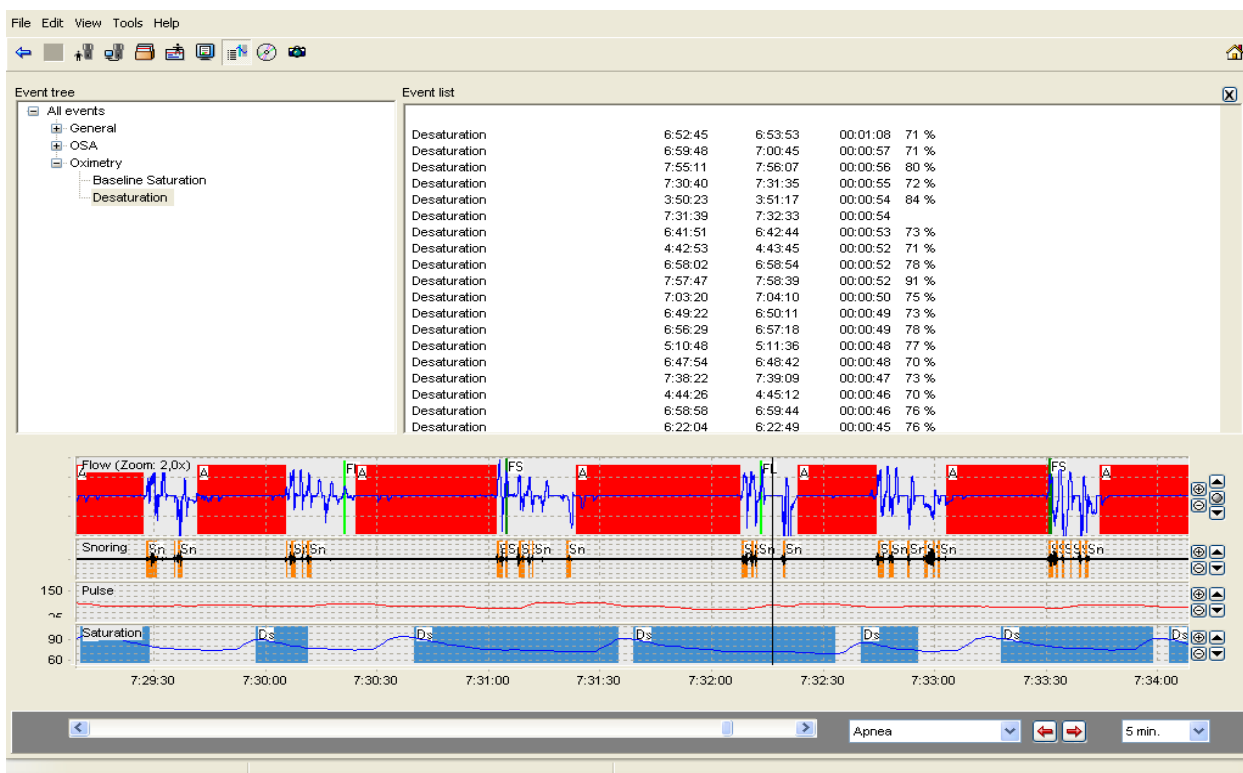 File Edit View Tools Help
Event tree
Event list
All events
General
OSA
Oximetry
Baseline Saturation
Desaturation
Desaturation 6:52:45 6:53:53 00:01:08 71 %
Desaturation 6:59:48 7:00:45 00:00:57 71 %
Desaturation 7:55:11 7:56:07 00:00:56 80 %
Desaturation 7:30:40 7:31:35 00:00:55 72 %
Desaturation 3:50:23 3:51:17 00:00:54 84 %
Desaturation 7:31:39 7:32:33 00:00:54
Desaturation 6:41:51 6:42:44 00:00:53 73 %
Desaturation 4:42:53 4:43:45 00:00:52 71 %
Desaturation 6:58:02 6:58:54 00:00:52 78 %
Desaturation 7:57:47 7:58:39 00:00:52 91 %
Desaturation 7:03:20 7:04:10 00:00:50 75 %
Desaturation 6:49:22 6:50:11 00:00:49 73 %
Desaturation 6:56:29 6:57:18 00:00:49 78 %
Desaturation 5:10:48 5:11:36 00:00:48 77 %
Desaturation 6:47:54 6:48:42 00:00:48 70 %
Desaturation 7:38:22 7:39:09 00:00:47 73 %
Desaturation 4:44:26 4:45:12 00:00:46 70 %
Desaturation 6:58:58 6:59:44 00:00:46 76 %
Desaturation 6:22:04 6:22:49 00:00:45 76 %
Flow (Zoom: 2,0x) A A FS A FL A A FS A
Snoring Sn Sn Sn Sn Sn Sn Sn Sn Sn Sn Sn
150 Pulse
90 Saturation Ds Ds Ds Ds Ds Ds
60
7:29:30 7:30:00 7:30:30 7:31:00 7:31:30 7:32:00 7:32:30 7:33:00 7:33:30 7:34:00
Apnea 5 min.